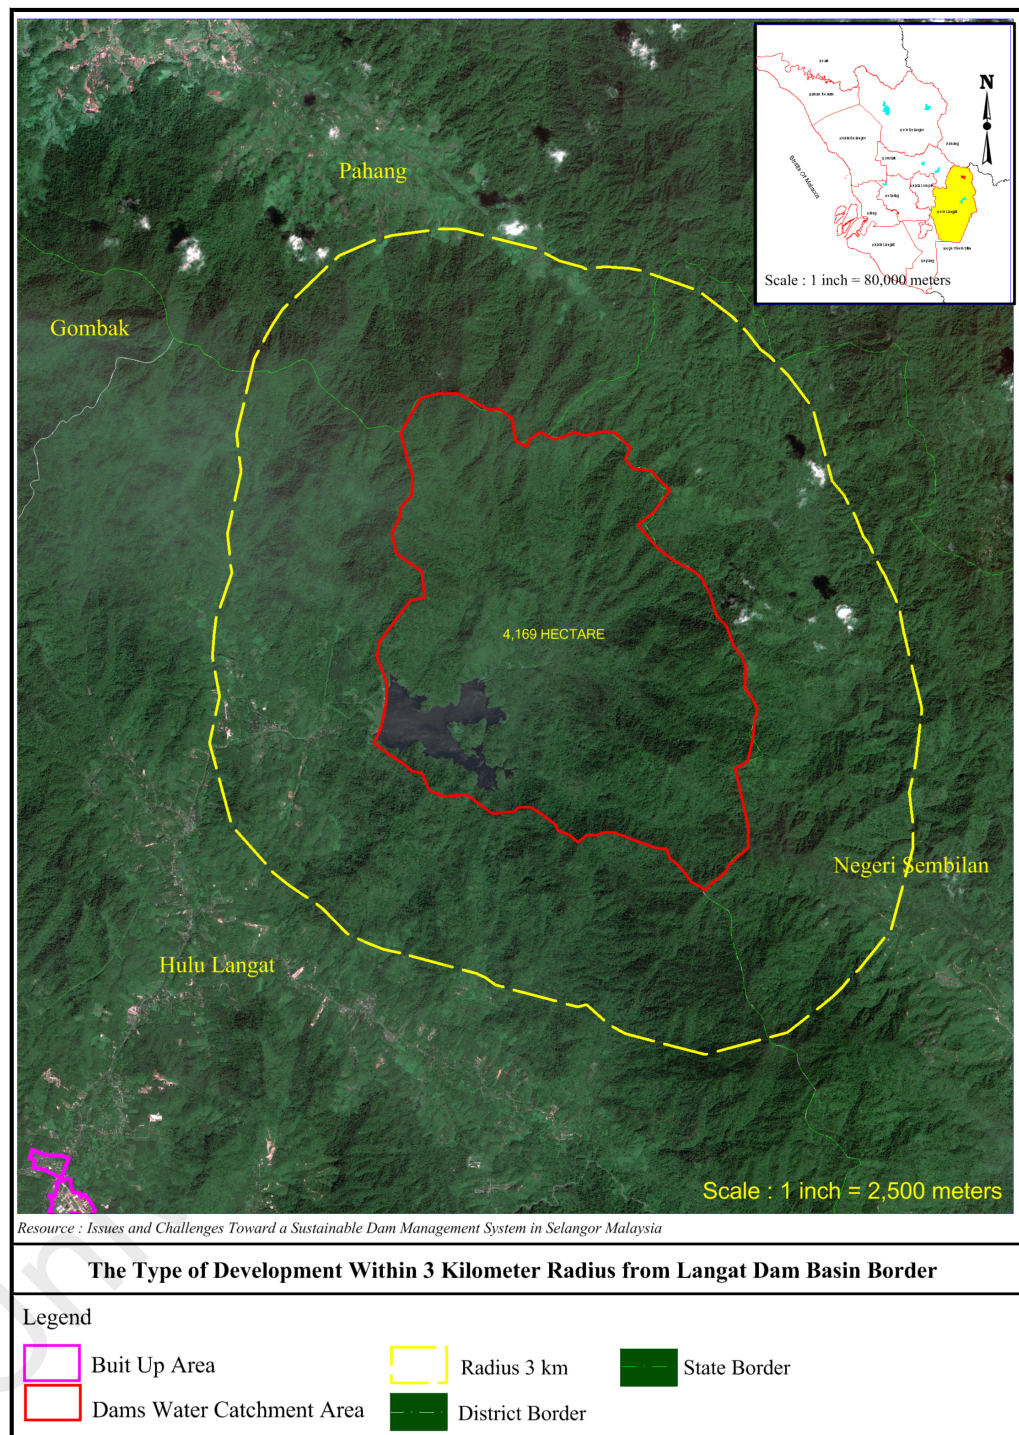 Pahang
Gombak
Straits Of Malacca
N
Scale : 1 inch = 80,000 meters
4,169 HECTARE
Negeri Sembilan
Hulu Langat
Scale : 1 inch = 2,500 meters
Resource : Issues and Challenges Toward a Sustainable Dam Management System in Selangor Malaysia
The Type of Development Within 3 Kilometer Radius from Langat Dam Basin Border
Legend
Buit Up Area
Radius 3 km
State Border
Dams Water Catchment Area
District Border